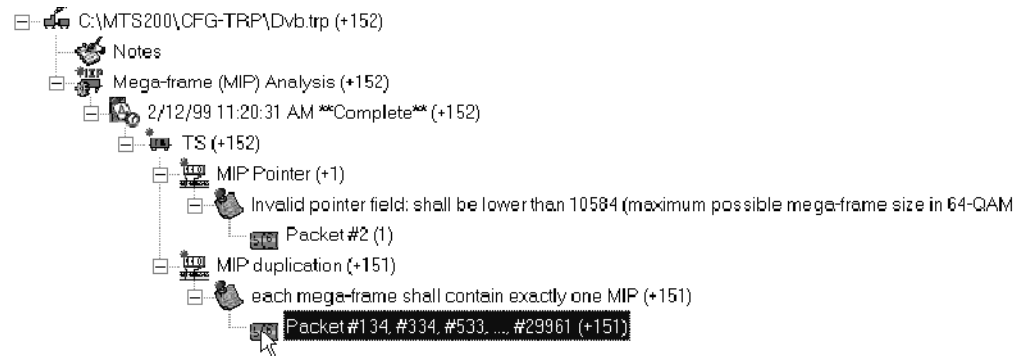 C:\MTS200\CFG-TRP\Dvb.trp (+152)
Notes
Mega-frame (MIP) Analysis (+152)
2/12/99 11:20:31 AM **Complete** (+152)
TS (+152)
MIP Pointer (+1)
Invalid pointer field: shall be lower than 10584 (maximum possible mega-frame size in 64-QAM
Packet #2 (1)
MIP duplication (+151)
each mega-frame shall contain exactly one MIP (+151)
Packet #134, #334, #533, ..., #29961 (+151)